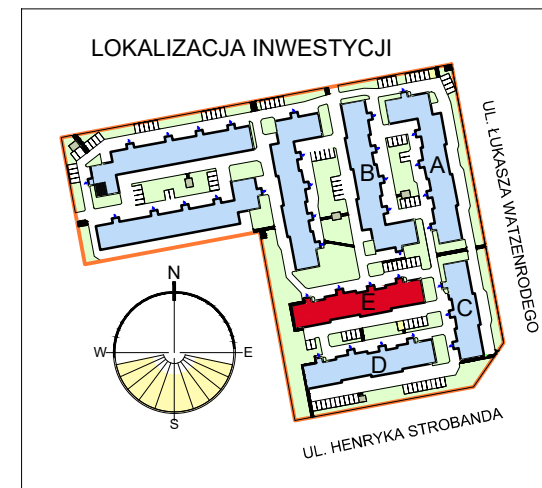 LOKALIZACJA INWESTYCJI
UL. ŁUKASZA WATZENRODEGO
A
B
N
E
C
W
E
D
S
UL. HENRYKA STROBANDA